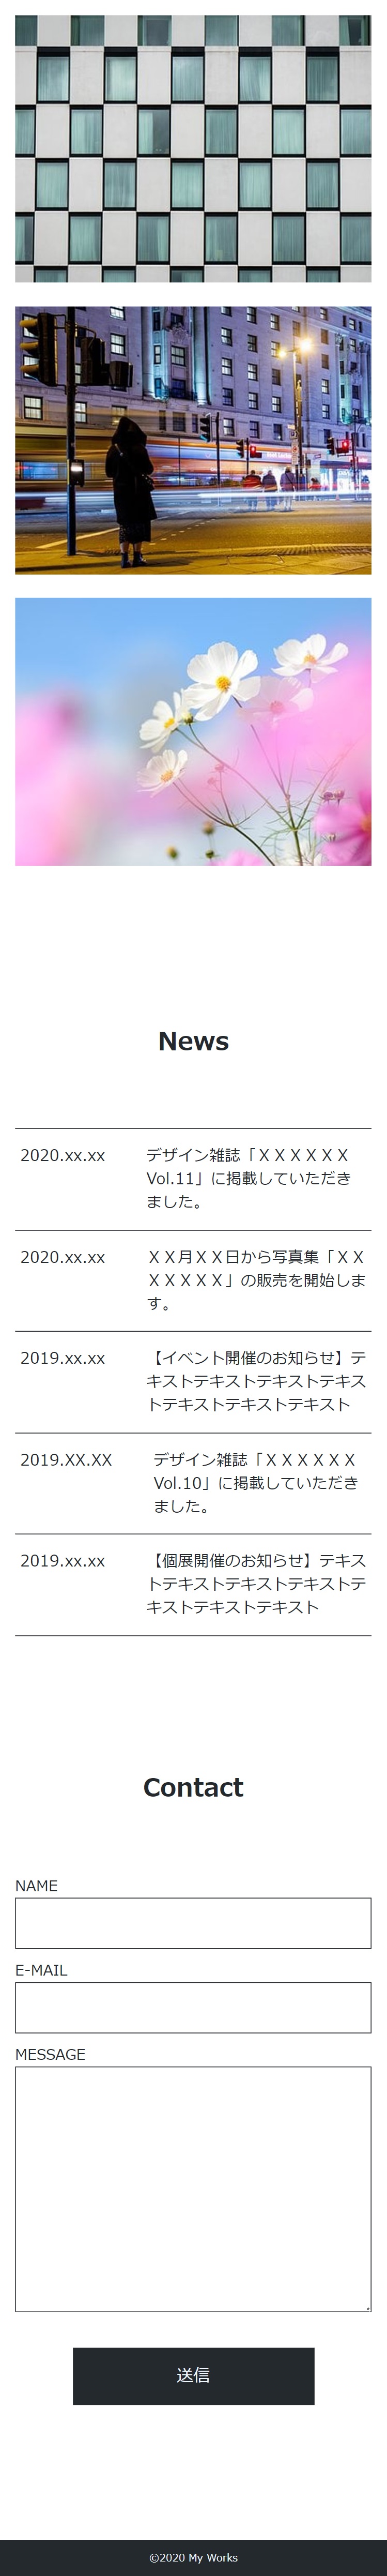 News
2020.xx.xx
デザイン雑誌「ＸＸＸＸＸＸ
Vol.11」に掲載していただき
ました。
2020.xx.xx
ＸＸ月ＸＸ日から写真集「ＸＸ
ＸＸＸＸＸ」の販売を開始しま
す。
2019.xx.xx
【イベント開催のお知らせ】テ
キストテキストテキストテキス
トテキストテキストテキスト
2019.XX.XX
デザイン雑誌「ＸＸＸＸＸＸ
Vol.10」に掲載していただき
ました。
2019.xx.xx
【個展開催のお知らせ】テキス
トテキストテキストテキストテ
キストテキストテキスト
Contact
NAME
E-MAIL
MESSAGE
送信
©2020 My Works